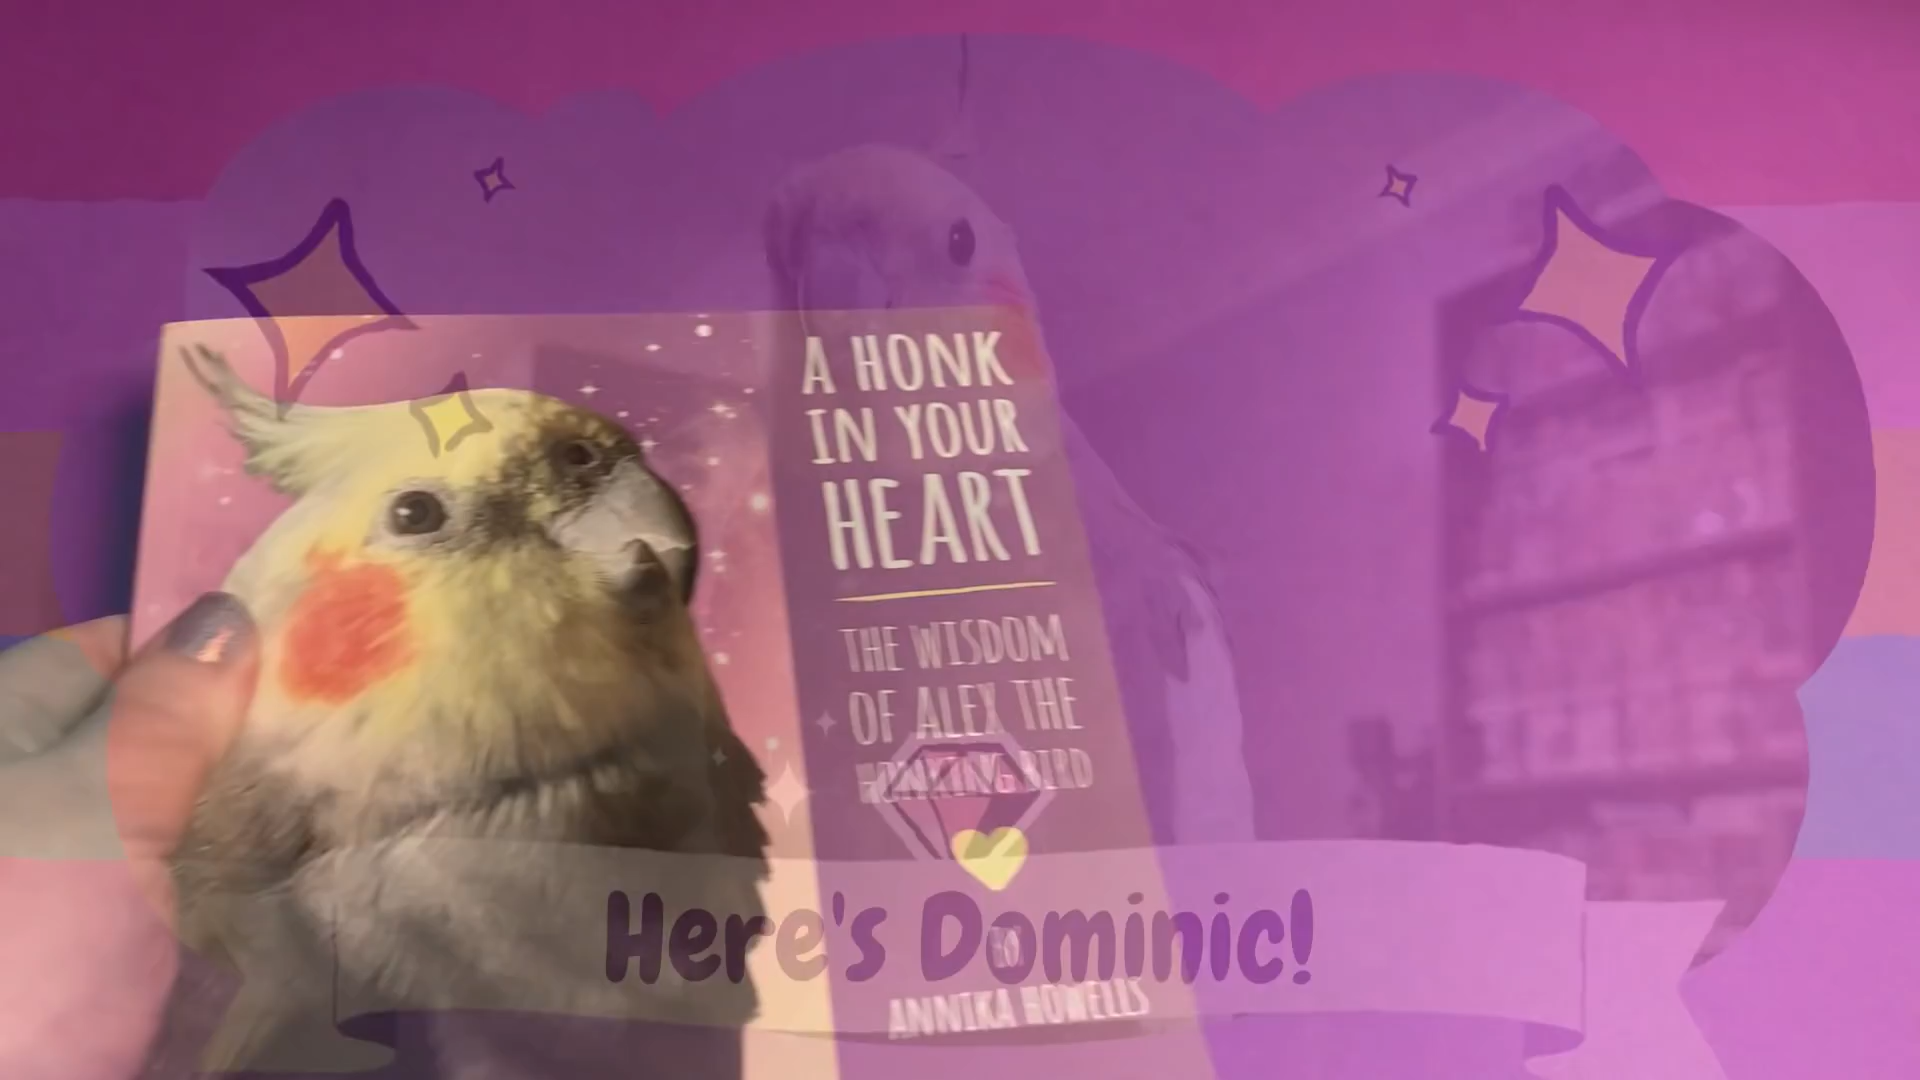 A HONK
IN YOUR
HEART
THE WISDOM
OF ALEX THE
HONKING BIRD
Here's Dominic!
BY
ANNIKA HOWELLS